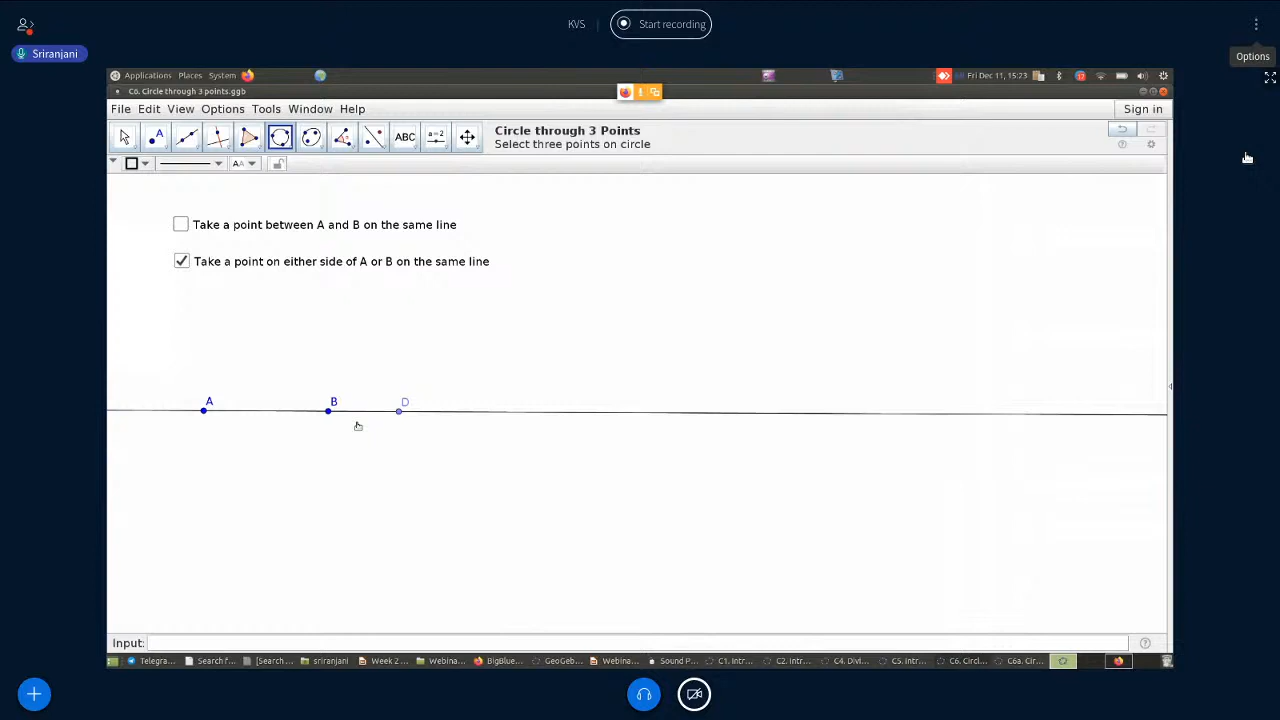 KVS
Start recording
Sriranjani
Options
Applications Places System
Fri Dec 11, 15:23
C6. Circle through 3 points.ggb
File Edit View Options Tools Window Help
Sign in
ABC
a=2
Circle through 3 Points
Select three points on circle
AA
Take a point between A and B on the same line
Take a point on either side of A or B on the same line
A
B
D
Input:
Telegra...
Search f...
[Search ...
sriranjani
Week 2 ...
Webina...
BigBlue...
GeoGeb...
Webina...
Sound P...
C1. Intr...
C2. Intr...
C4. Divi...
C5. Intr...
C6. Circl...
C6a. Cir...